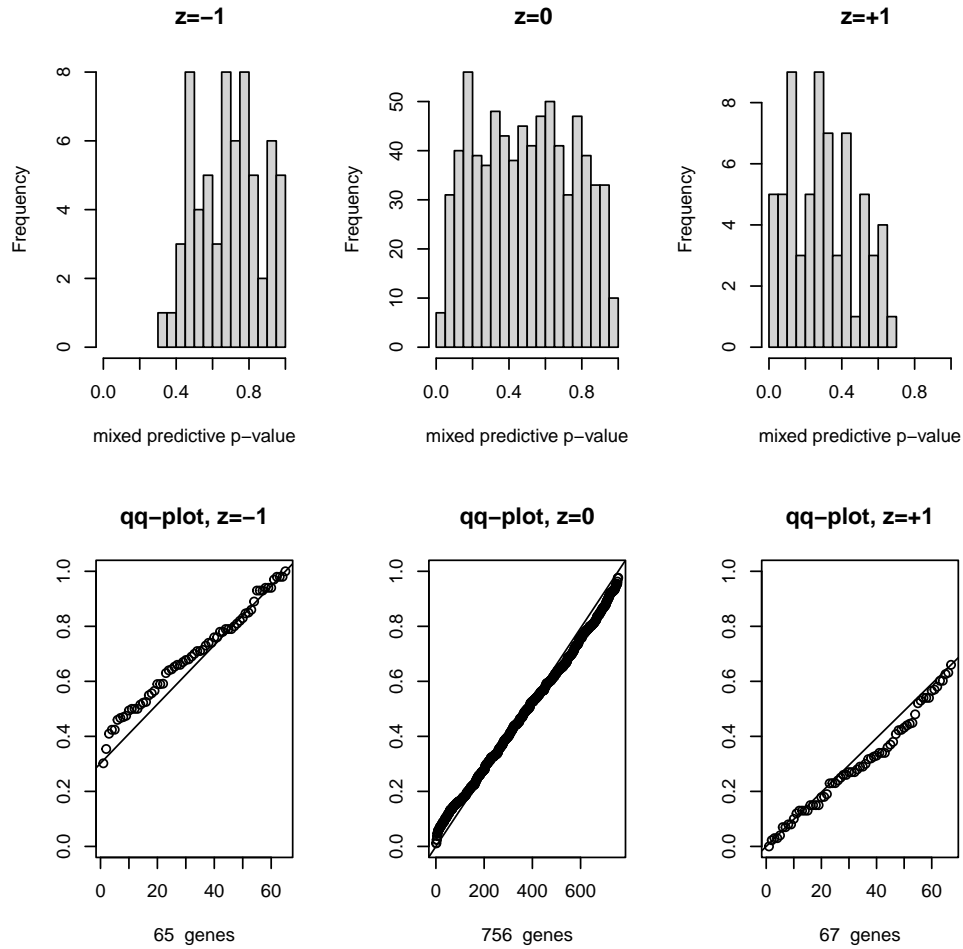 z=−1
Frequency
0 2 4 6 8
0.0 0.4 0.8
mixed predictive p−value
z=0
Frequency
0 10 20 30 40 50
0.0 0.4 0.8
mixed predictive p−value
z=+1
Frequency
0 2 4 6 8
0.0 0.4 0.8
mixed predictive p−value
qq−plot, z=−1
0.0 0.2 0.4 0.6 0.8 1.0
0 20 40 60
65 genes
qq−plot, z=0
0.0 0.2 0.4 0.6 0.8 1.0
0 200 400 600
756 genes
qq−plot, z=+1
0.0 0.2 0.4 0.6 0.8 1.0
0 20 40 60
67 genes